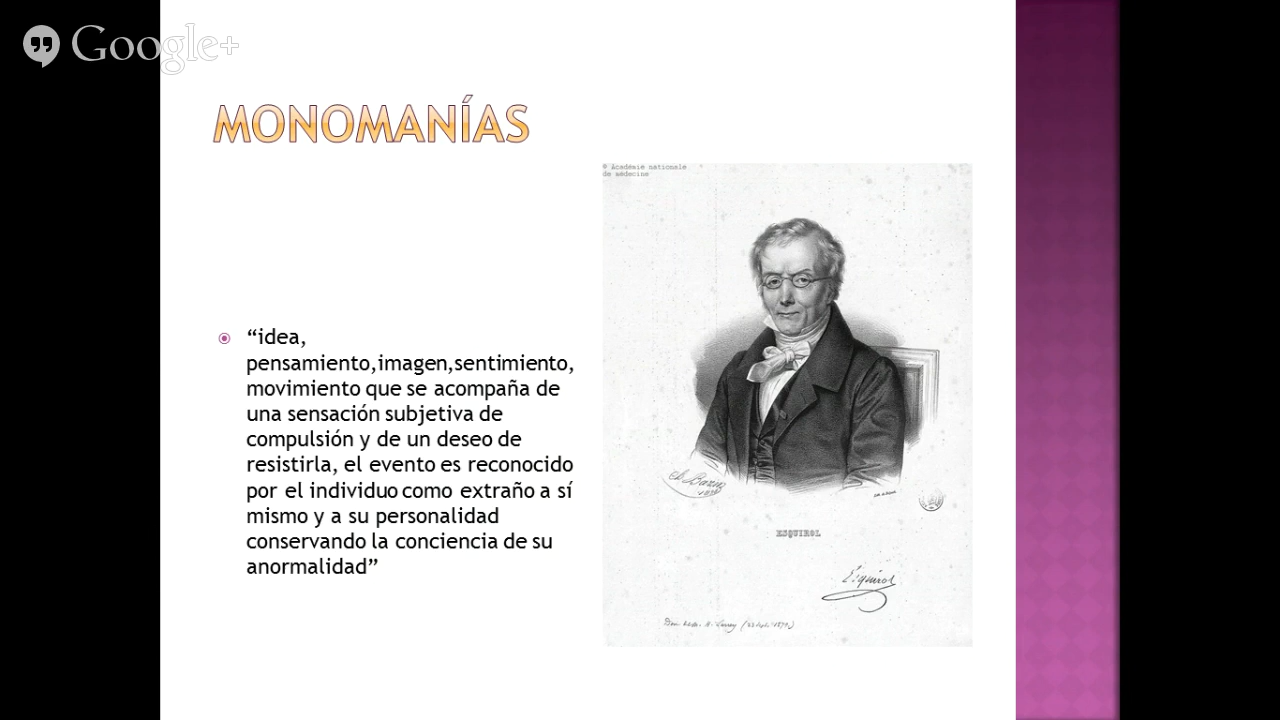 Google+
MONOMANÍAS
© Académie nationale
de médecine
“idea,
pensamiento,imagen,sentimiento,
movimiento que se acompaña de
una sensación subjetiva de
compulsión y de un deseo de
resistirla, el evento es reconocido
por el individuo como extraño a sí
mismo y a su personalidad
conservando la conciencia de su
anormalidad”
ESQUIROL
Esquirol